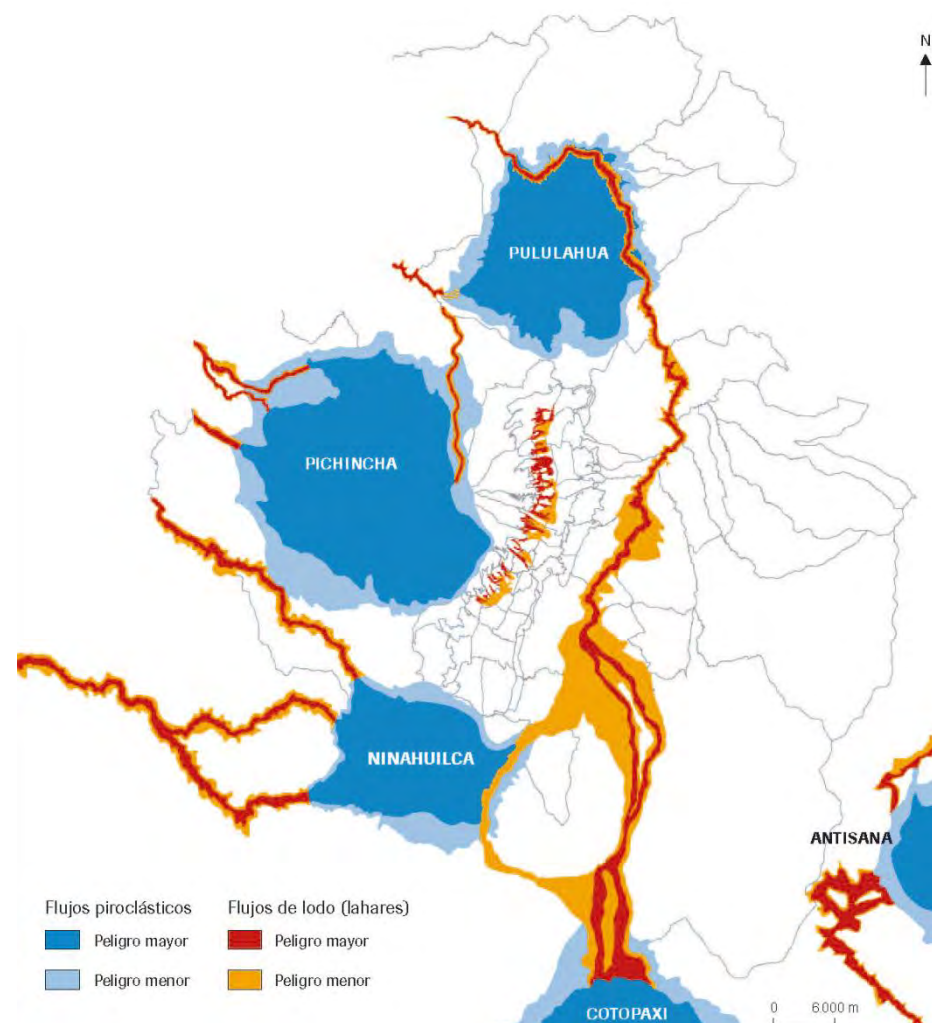 N
PULULAHUA
PICHINCHA
NINAHUILCA
ANTISANA
Flujos piroclásticos
Peligro mayor
Peligro menor
Flujos de lodo (lahares)
Peligro mayor
Peligro menor
COTOPAXI
0 6.000 m